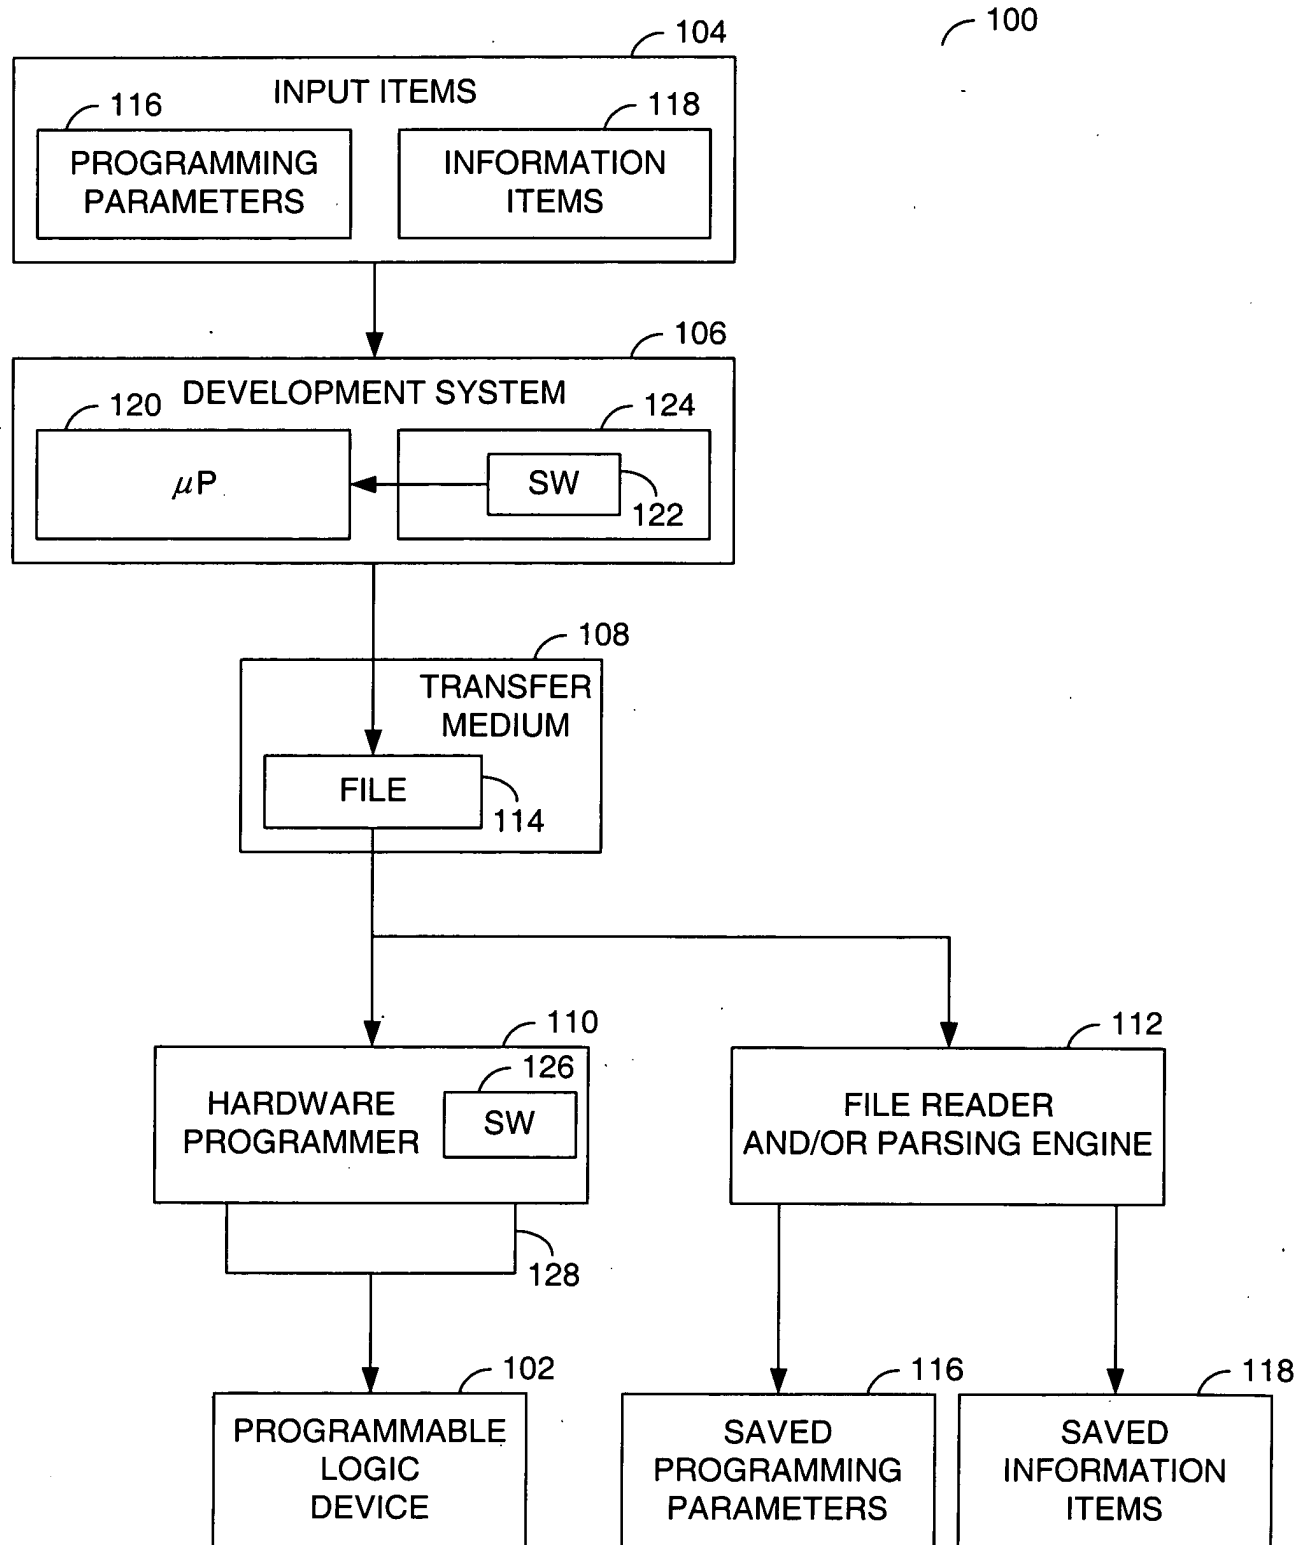 100
104
INPUT ITEMS
116
118
PROGRAMMING
PARAMETERS
INFORMATION
ITEMS
106
DEVELOPMENT SYSTEM
120
124
μP
SW
122
108
TRANSFER
MEDIUM
FILE
114
110
112
126
HARDWARE
PROGRAMMER
SW
FILE READER
AND/OR PARSING ENGINE
128
102
116
118
PROGRAMMABLE
LOGIC
DEVICE
SAVED
PROGRAMMING
PARAMETERS
SAVED
INFORMATION
ITEMS